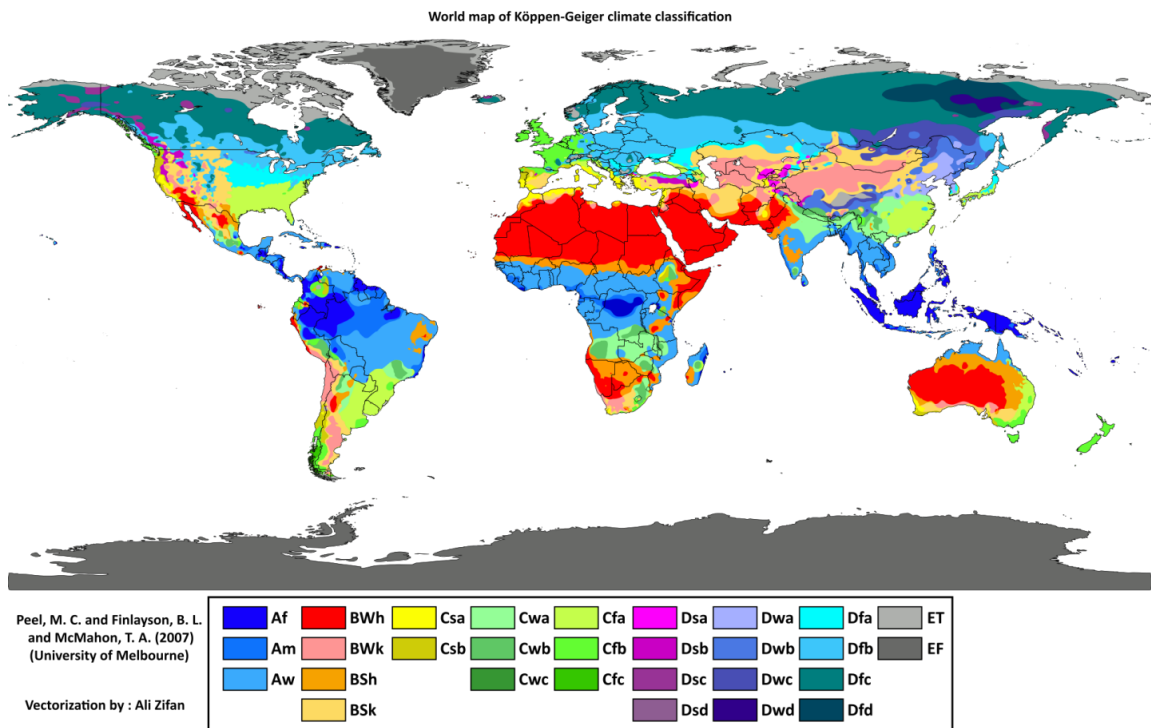 World map of Köppen-Geiger climate classification
Peel, M. C. and Finlayson, B. L.
and McMahon, T. A. (2007)
(University of Melbourne)
Vectorization by : Ali Zifan
Af BWh Csa Cwa Cfa Dsa Dwa Dfa ET
Am BWk Csb Cwb Cfb Dsb Dwb Dfb EF
Aw BSh Cwc Cfc Dsc Dwc Dfc
BSk Dsd Dwd Dfd